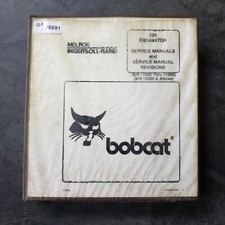 MELROE
INGERSOLL-RAND
225
EXCAVATOR
SERVICE MANUALS
and
SERVICE MANUAL
REVISIONS
bobcat